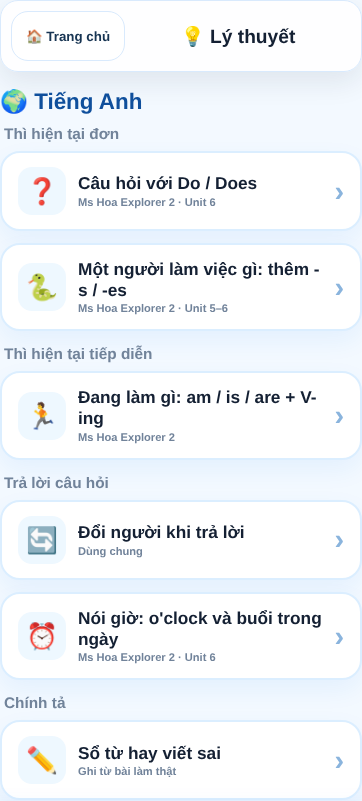 Trang chủ
Lý thuyết
Tiếng Anh
Thì hiện tại đơn
Câu hỏi với Do / Does
Ms Hoa Explorer 2 · Unit 6
Một người làm việc gì: thêm -
s / -es
Ms Hoa Explorer 2 · Unit 5–6
Thì hiện tại tiếp diễn
Đang làm gì: am / is / are + V-
ing
Ms Hoa Explorer 2
Trả lời câu hỏi
Đổi người khi trả lời
Dùng chung
Nói giờ: o'clock và buổi trong
ngày
Ms Hoa Explorer 2 · Unit 6
Chính tả
Sổ từ hay viết sai
Ghi từ bài làm thật